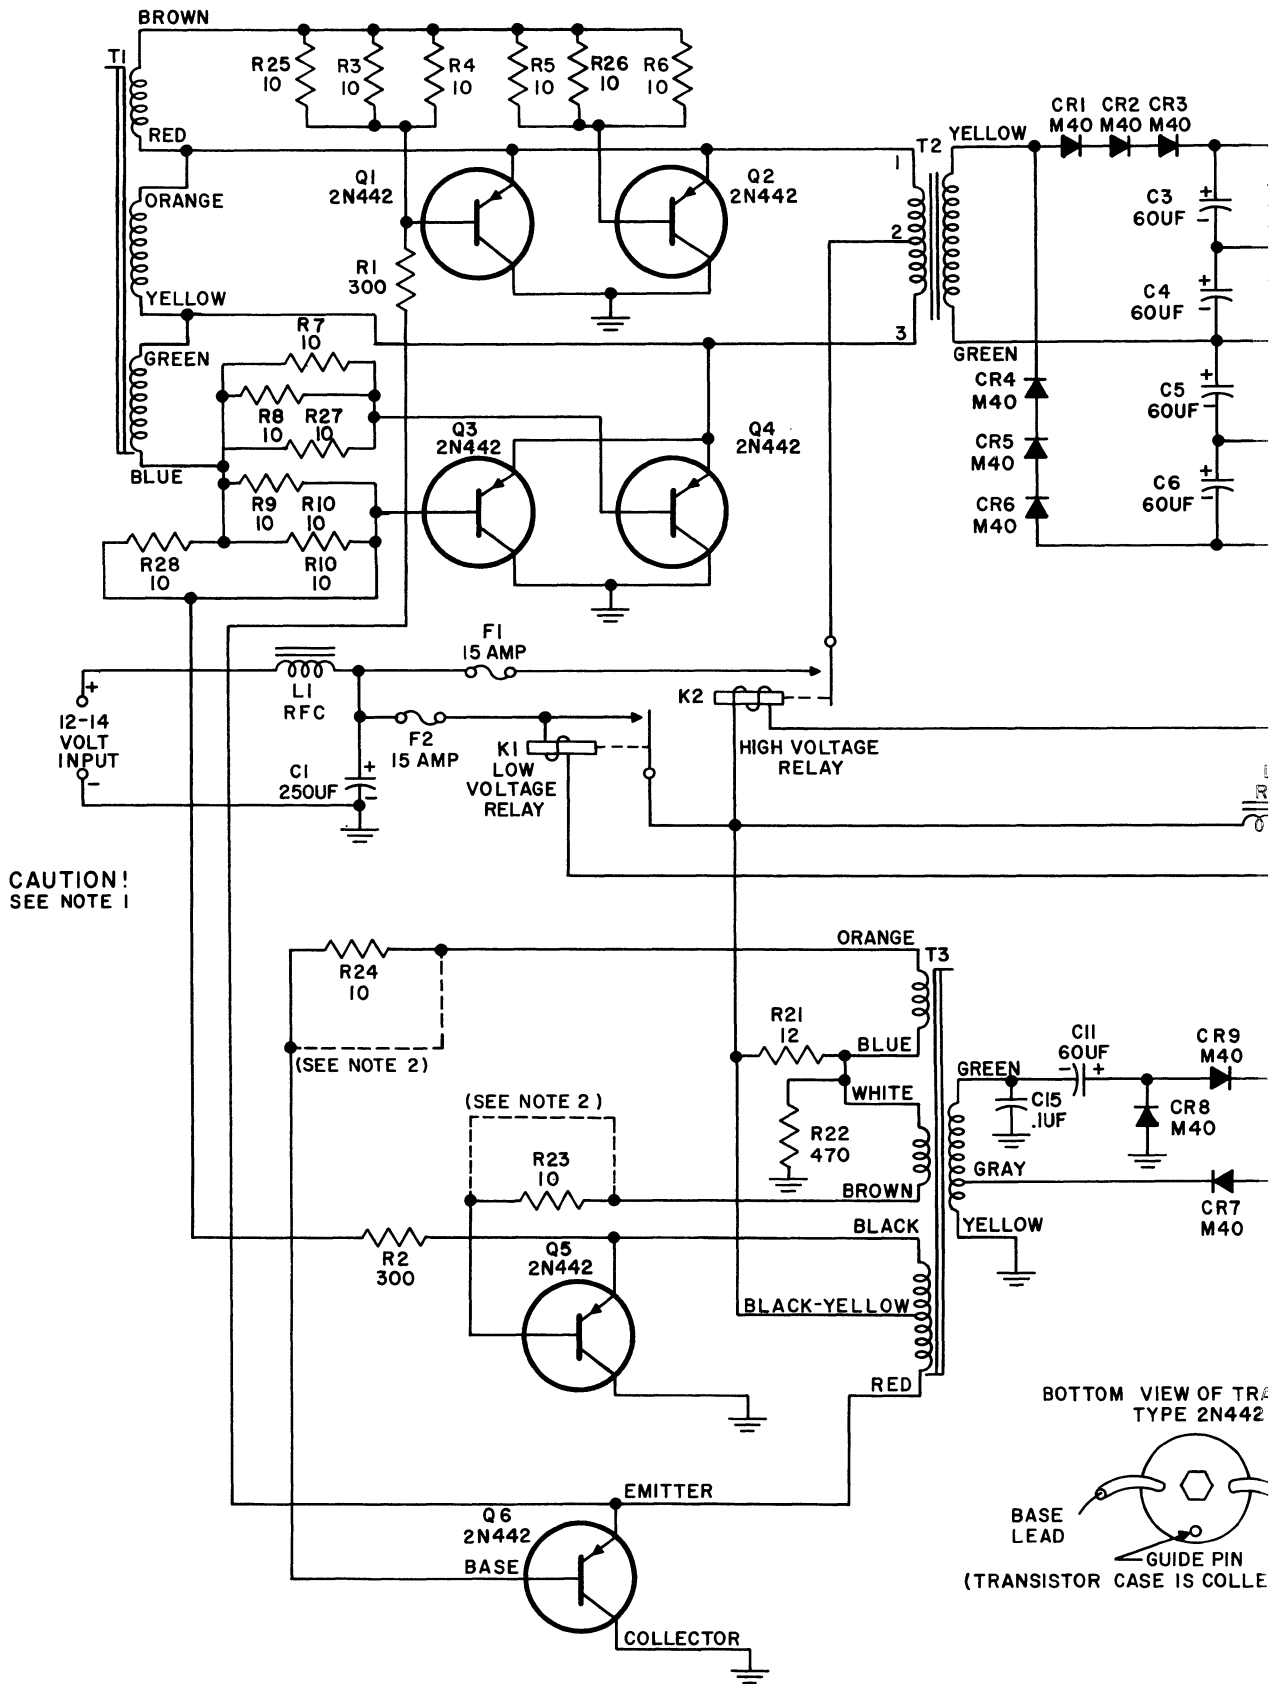 BROWN
T1
R25
10
R3
10
R4
10
R5
10
R26
10
R6
10
RED
CR1
M40
CR2
M40
CR3
M40
T2
YELLOW
1
Q1
2N442
Q2
2N442
ORANGE
C3
60UF
+
-
2
R1
300
C4
60UF
+
-
YELLOW
R7
10
3
GREEN
GREEN
CR4
M40
C5
60UF
+
-
R8
10
R27
10
Q3
2N442
Q4
2N442
CR5
M40
BLUE
R9
10
R10
10
CR6
M40
C6
60UF
+
-
R28
10
R10
10
F1
15 AMP
+
12-14
VOLT
INPUT
-
L1
RFC
K2
HIGH VOLTAGE
RELAY
F2
15 AMP
K1
LOW
VOLTAGE
RELAY
C1
250UF
+
-
R
CAUTION!
SEE NOTE 1
ORANGE
T3
R24
10
(SEE NOTE 2)
R21
12
BLUE
C11
60UF
- +
CR9
M40
GREEN
WHITE
(SEE NOTE 2)
C15
.1UF
CR8
M40
R22
470
R23
10
BROWN
GRAY
CR7
M40
BLACK
YELLOW
R2
300
Q5
2N442
BLACK-YELLOW
RED
BOTTOM VIEW OF
TYPE 2N442
EMITTER
Q6
2N442
BASE
BASE
LEAD
GUIDE PIN
(TRANSISTOR CASE IS
COLLECTOR